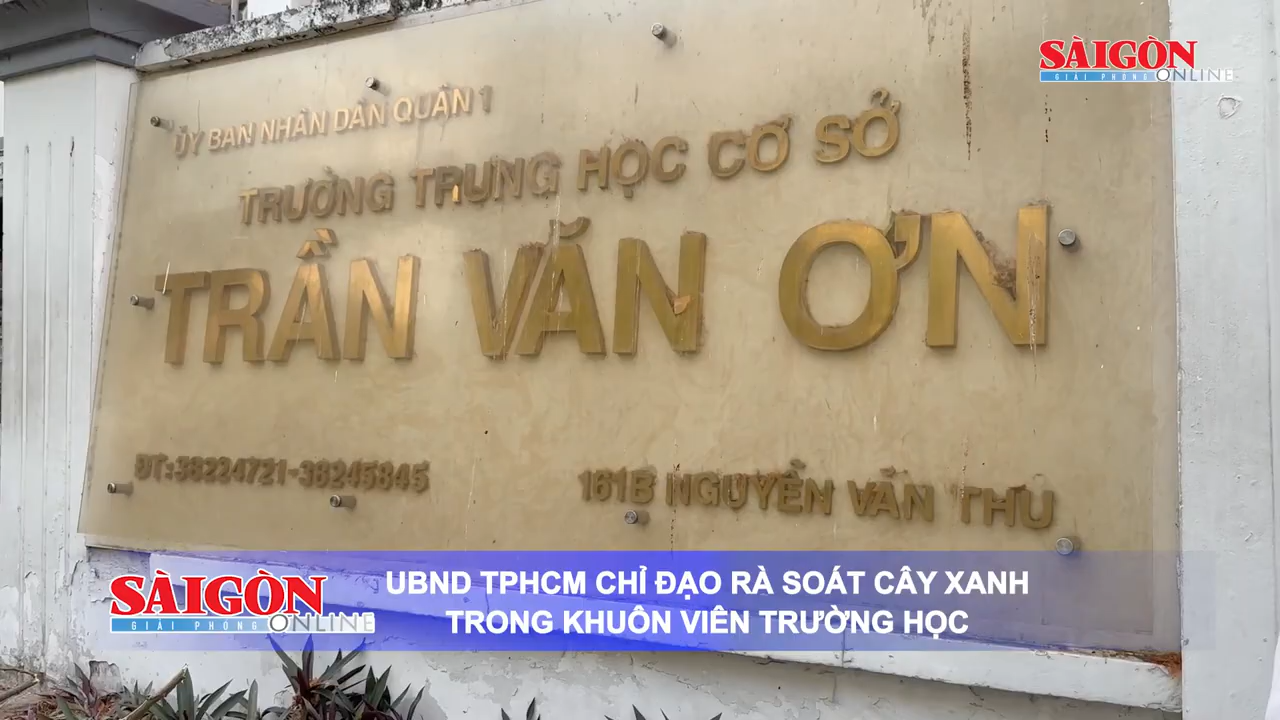 SÀIGÒN
GIẢI PHÓNG ONLINE
ỦY BAN NHÂN DÂN QUẬN 1
TRƯỜNG TRUNG HỌC CƠ SỞ
TRẦN VĂN ƠN
ĐT:38224721-38245845
161B NGUYỄN VĂN THỦ
SÀIGÒN
GIẢI PHÓNG ONLINE
UBND TPHCM CHỈ ĐẠO RÀ SOÁT CÂY XANH
TRONG KHUÔN VIÊN TRƯỜNG HỌC